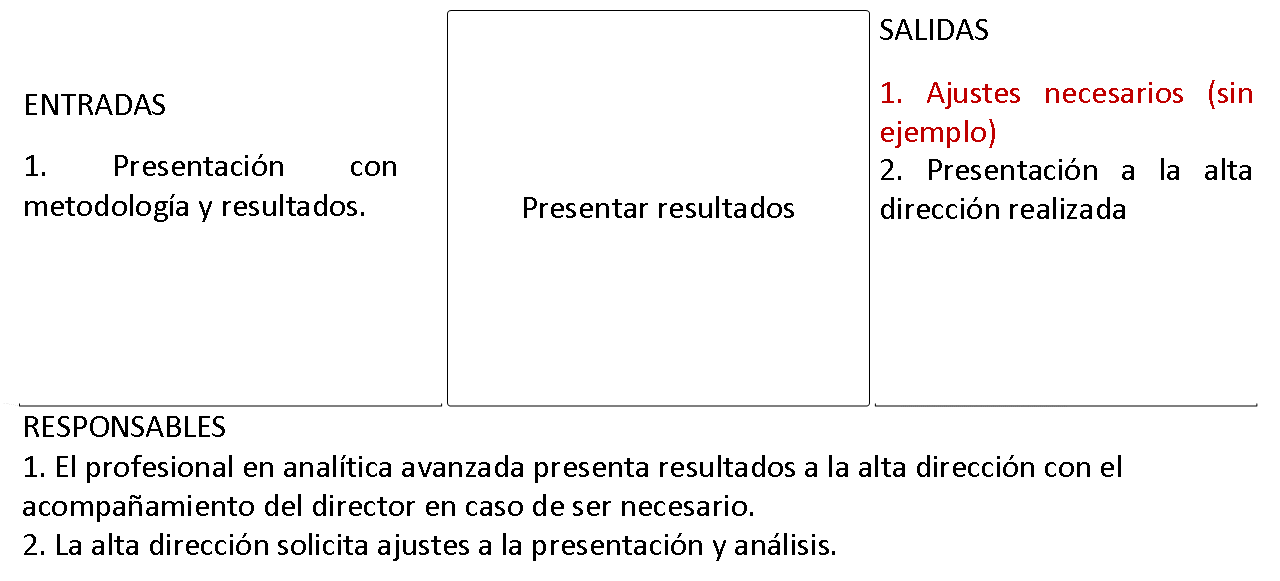 ENTRADAS
1. Presentación con
metodología y resultados.
Presentar resultados
SALIDAS
1. Ajustes necesarios (sin
ejemplo)
2. Presentación a la alta
dirección realizada
RESPONSABLES
1. El profesional en analítica avanzada presenta resultados a la alta dirección con el
acompañamiento del director en caso de ser necesario.
2. La alta dirección solicita ajustes a la presentación y análisis.